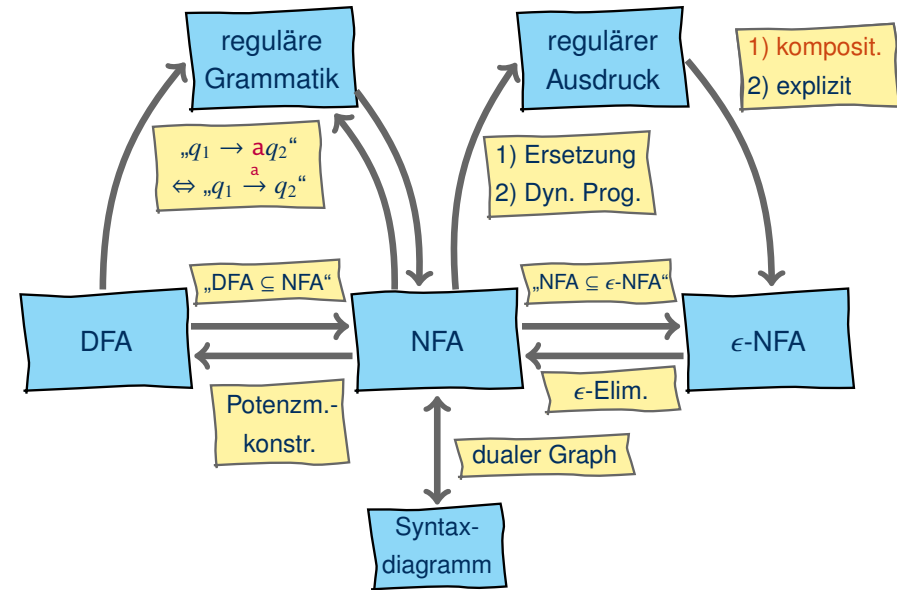 reguläre
Grammatik
regulärer
Ausdruck
1) komposit.
2) explizit
„q₁ → aq₂“
a
⇔ „q₁ → q₂“
1) Ersetzung
2) Dyn. Prog.
„DFA ⊆ NFA“
„NFA ⊆ ϵ-NFA“
DFA
NFA
ϵ-NFA
Potenzm.-
konstr.
ϵ-Elim.
dualer Graph
Syntax-
diagramm